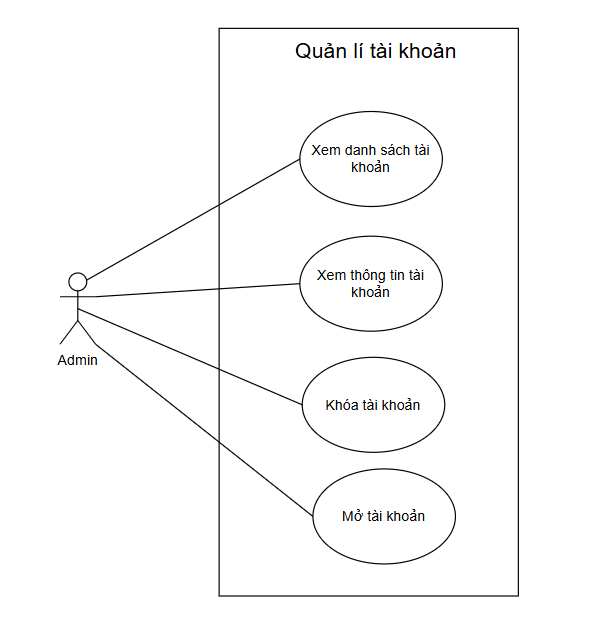 Quản lí tài khoản
Xem danh sách tài
khoản
Xem thông tin tài
khoản
Admin
Khóa tài khoản
Mở tài khoản